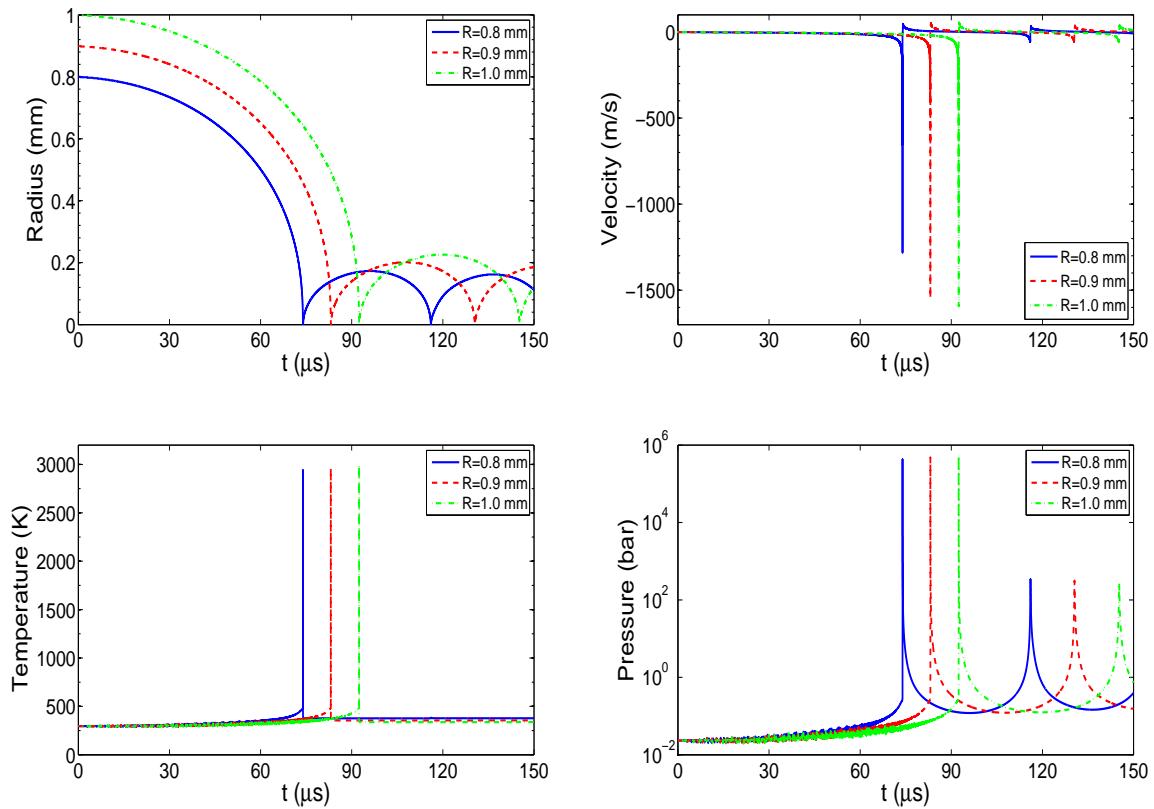 1
0.8
0.6
0.4
0.2
0
0 30 60 90 120 150
Radius (mm)
t (μs)
R=0.8 mm
R=0.9 mm
R=1.0 mm
0
−500
−1000
−1500
0 30 60 90 120 150
Velocity (m/s)
t (μs)
R=0.8 mm
R=0.9 mm
R=1.0 mm
3000
2500
2000
1500
1000
500
0
0 30 60 90 120 150
Temperature (K)
t (μs)
R=0.8 mm
R=0.9 mm
R=1.0 mm
10^6
10^4
10^2
10^0
10^−2
0 30 60 90 120 150
Pressure (bar)
t (μs)
R=0.8 mm
R=0.9 mm
R=1.0 mm